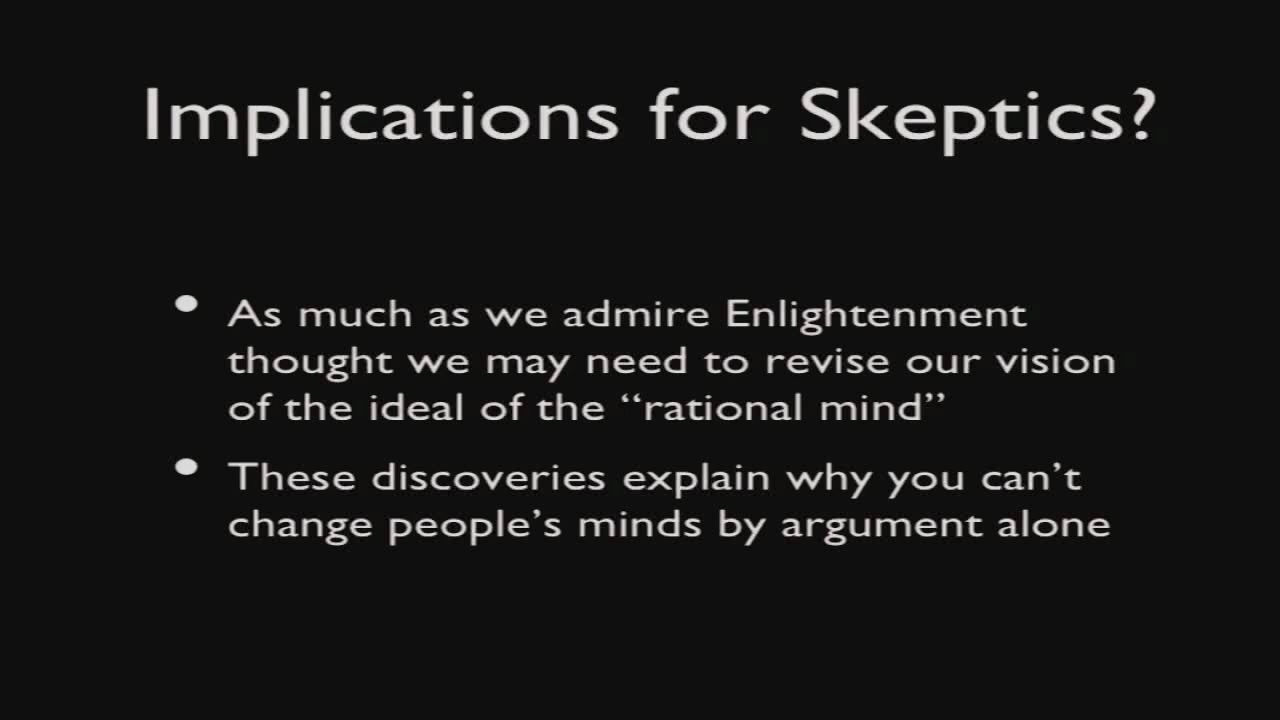 Implications for Skeptics?
• As much as we admire Enlightenment
thought we may need to revise our vision
of the ideal of the “rational mind”
• These discoveries explain why you can’t
change people’s minds by argument alone